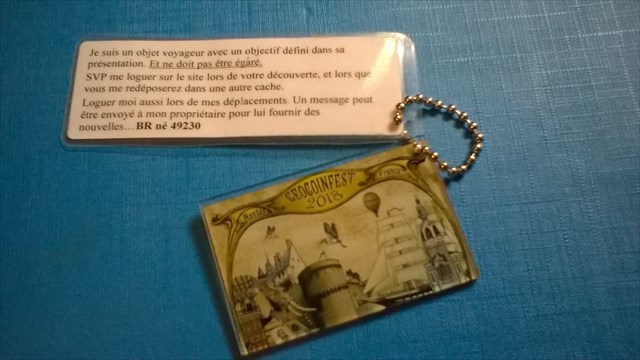 Je suis un objet voyageur avec un objectif défini dans sa
présentation. Et ne doit pas être égaré.
SVP me loguer sur le site lors de votre découverte, et lors que
vous me redéposerez dans une autre cache.
Loguer moi aussi lors de mes déplacements. Un message peut
être envoyé à mon propriétaire pour lui fournir des
nouvelles…BR né 49230
GEOCOINFEST
2018
Nantes
France